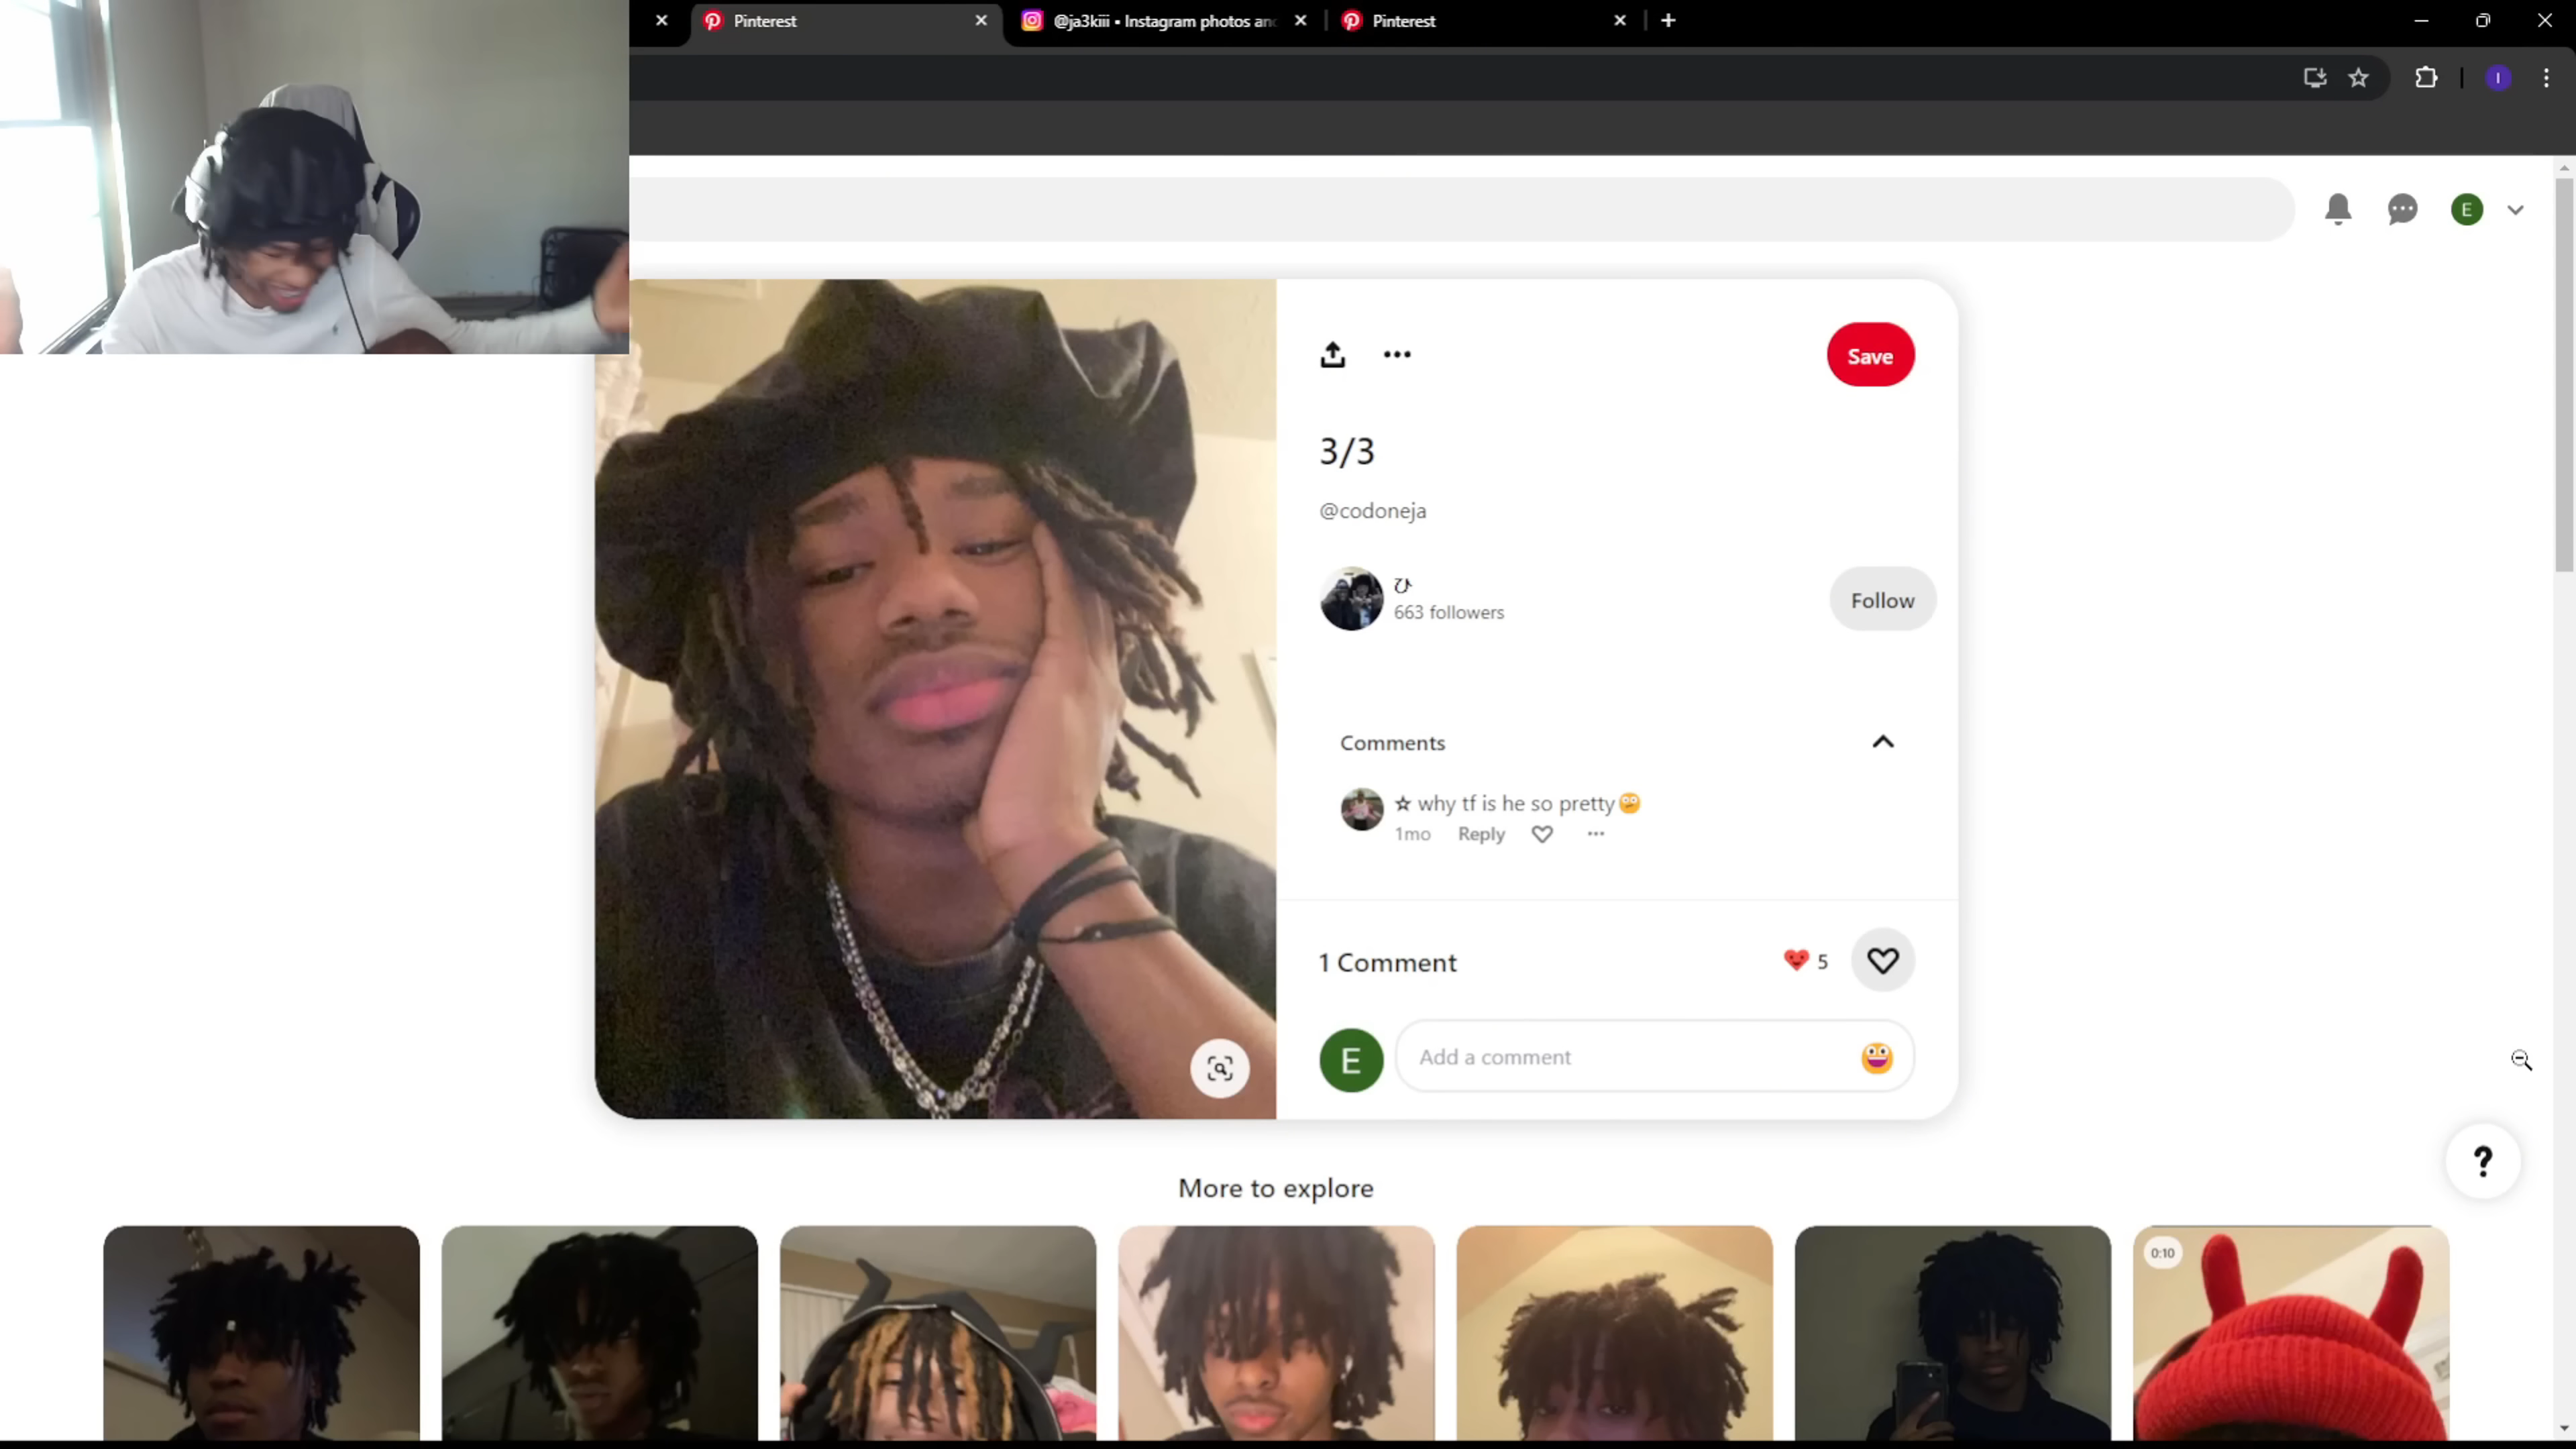 Pinterest
@ja3kiii • Instagram photos an
Pinterest
I
E
Save
3/3
@codoneja
ひ
663 followers
Follow
Comments
☆ why tf is he so pretty🫤
1mo Reply
1 Comment
5
E
Add a comment
?
More to explore
0:10